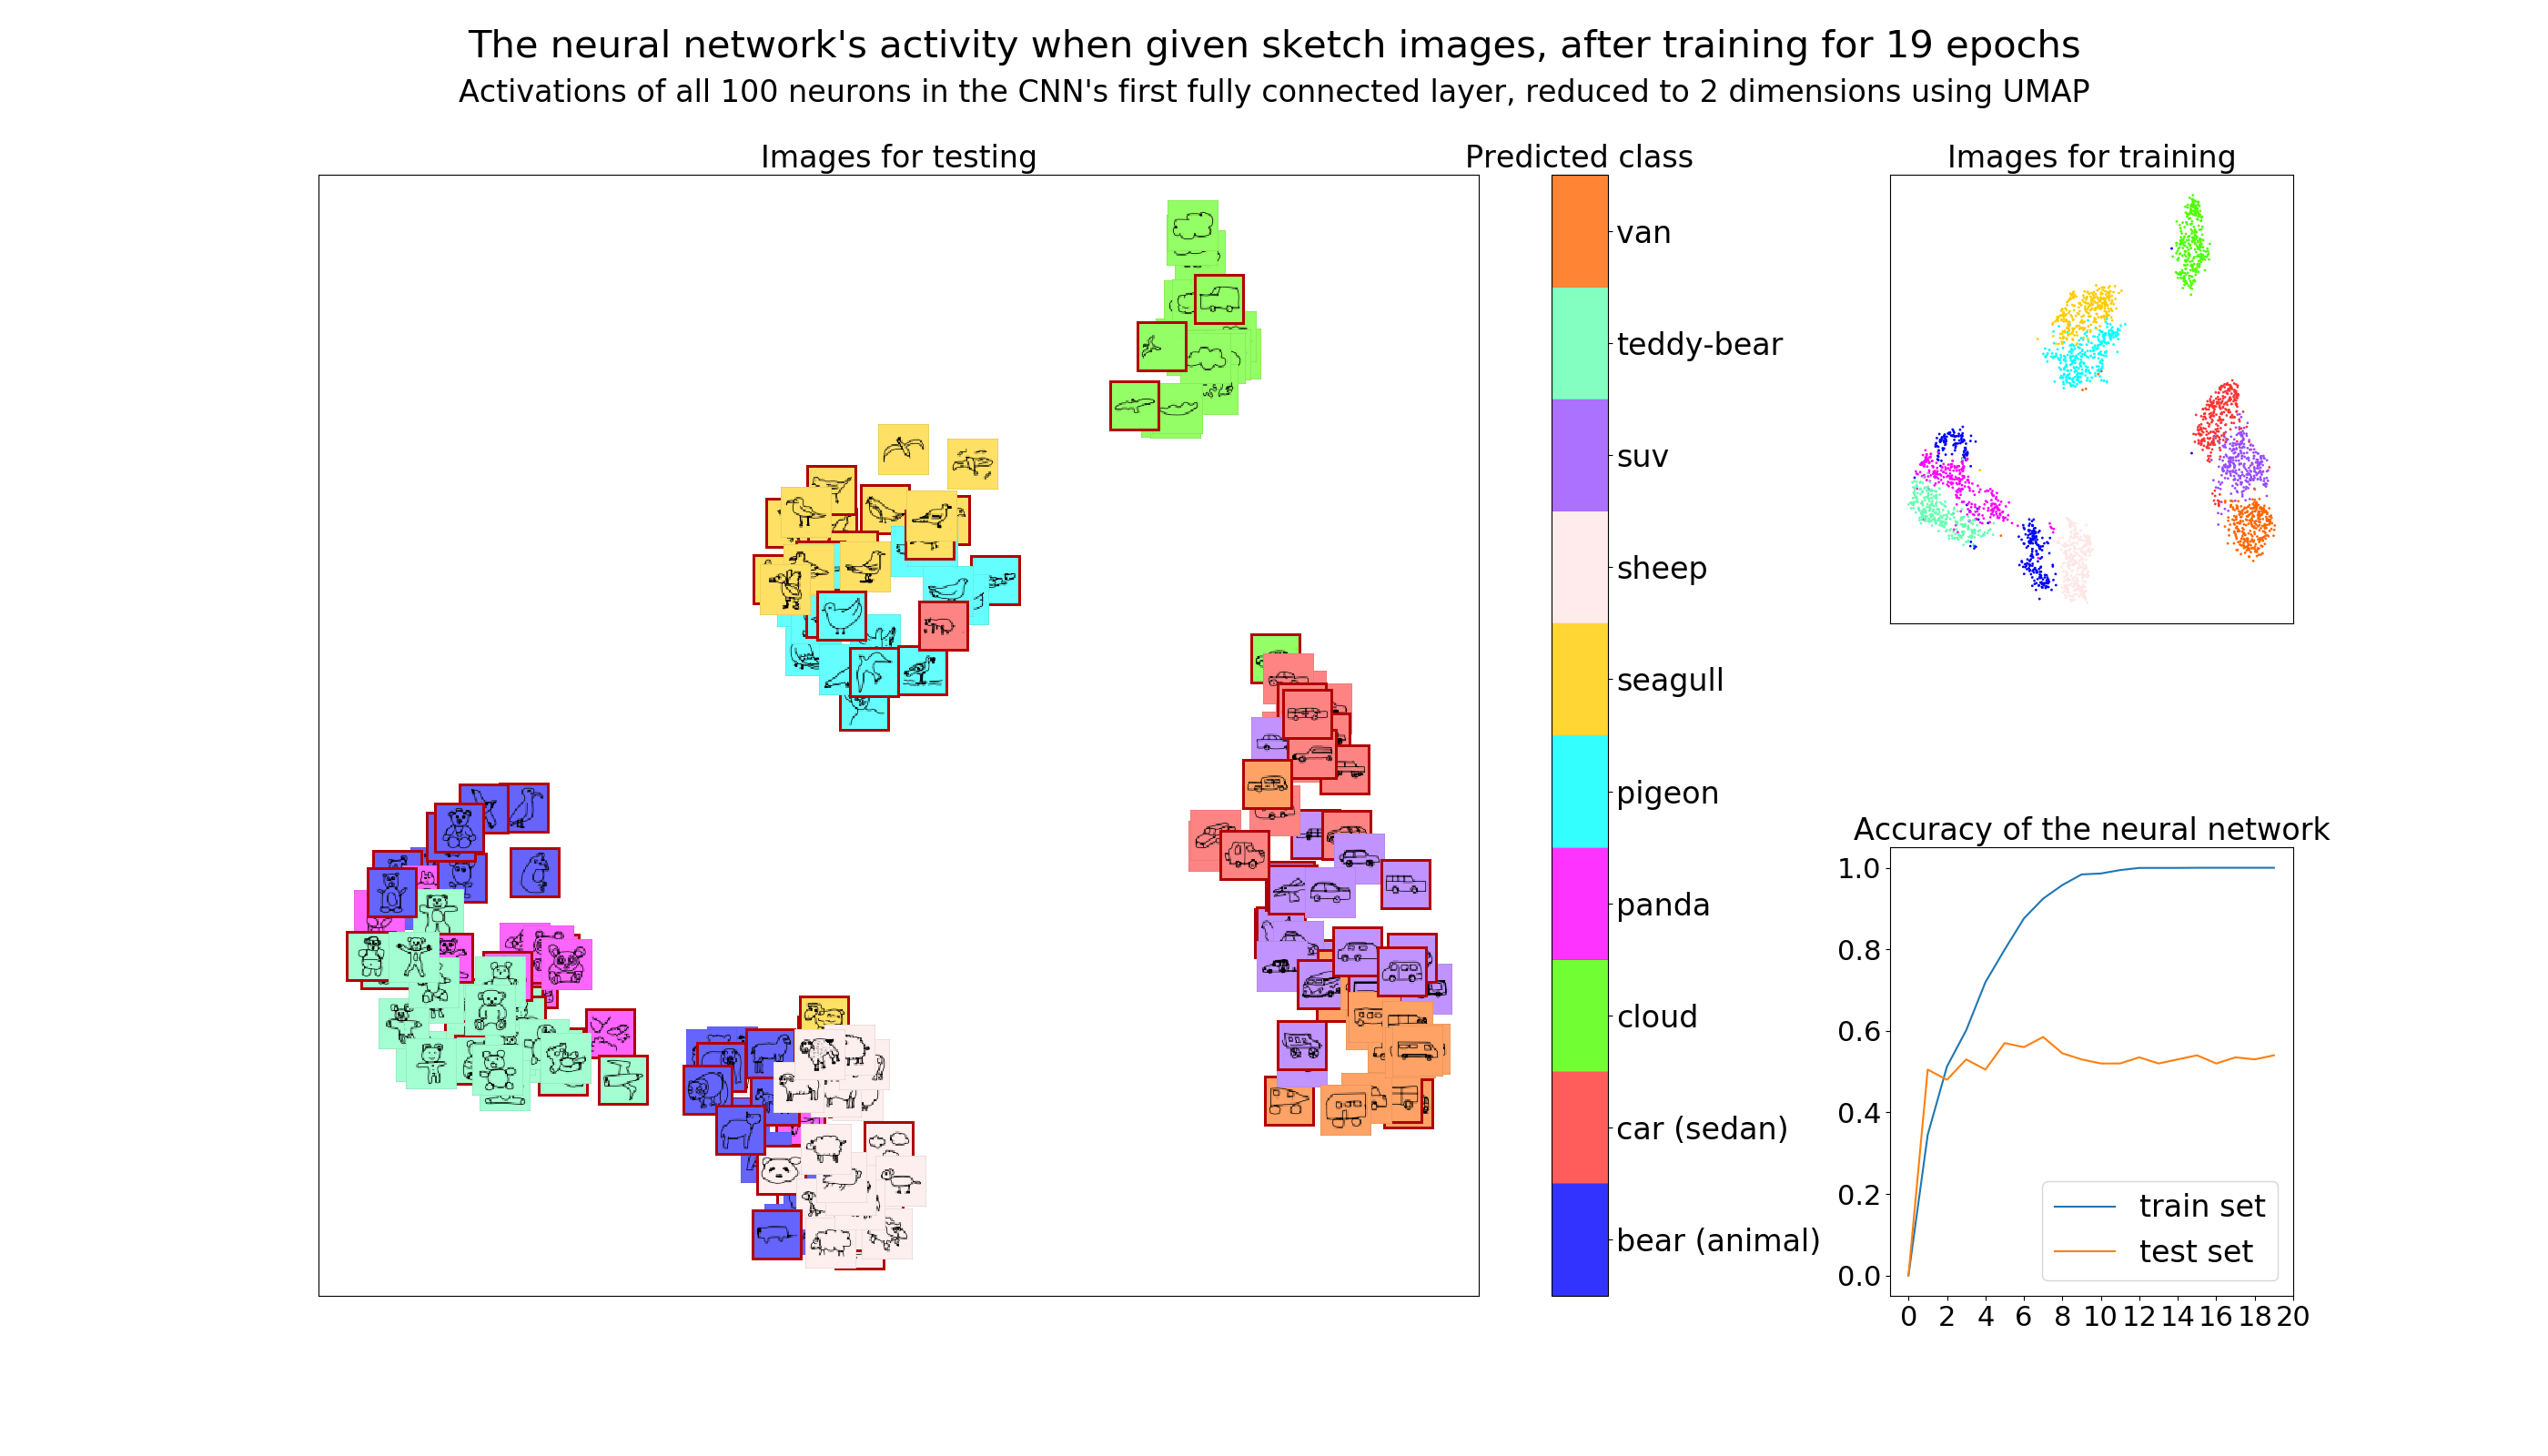 The neural network's activity when given sketch images, after training for 19 epochs
Activations of all 100 neurons in the CNN's first fully connected layer, reduced to 2 dimensions using UMAP
Images for testing
Predicted class
van
teddy-bear
suv
sheep
seagull
pigeon
panda
cloud
car (sedan)
bear (animal)
Images for training
Accuracy of the neural network
1.0
0.8
0.6
0.4
0.2
0.0
train set
test set
0 2 4 6 8 10 12 14 16 18 20